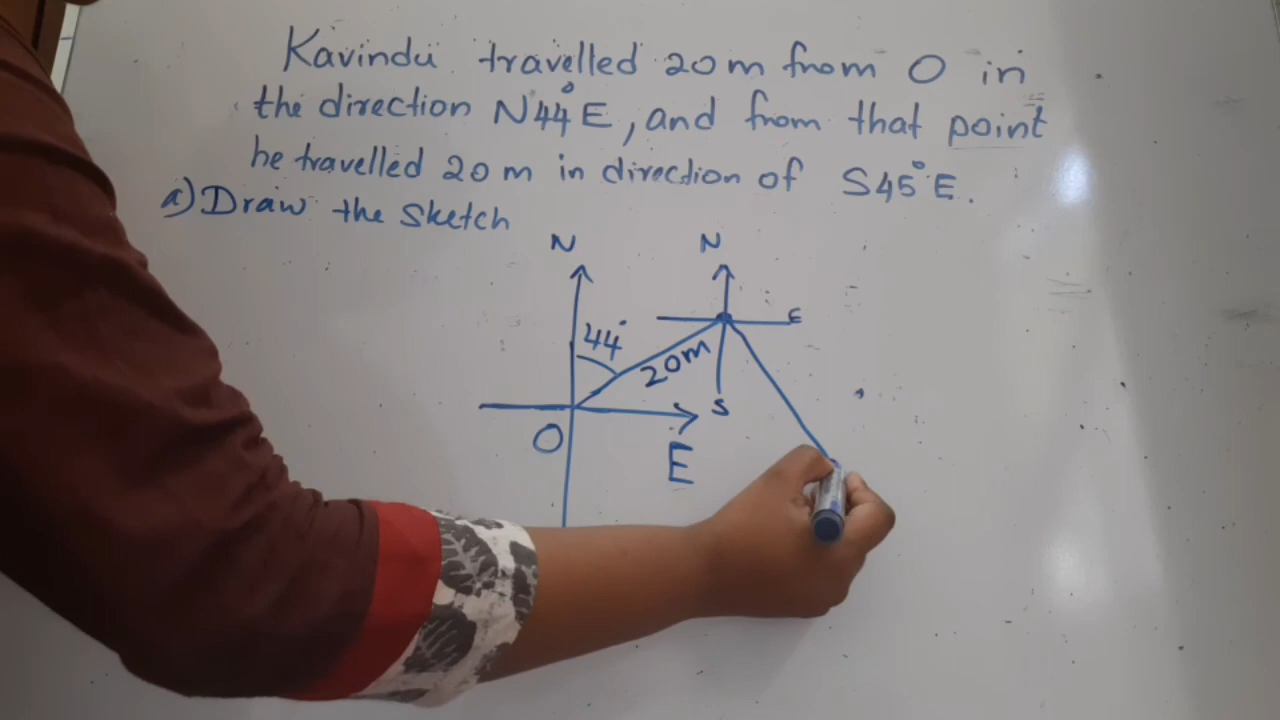 Kavindu travelled 20m from O in
the direction N44°E, and from that point
he travelled 20m in direction of S45°E.
a) Draw the Sketch
N N
44° E
20m
S
O
E